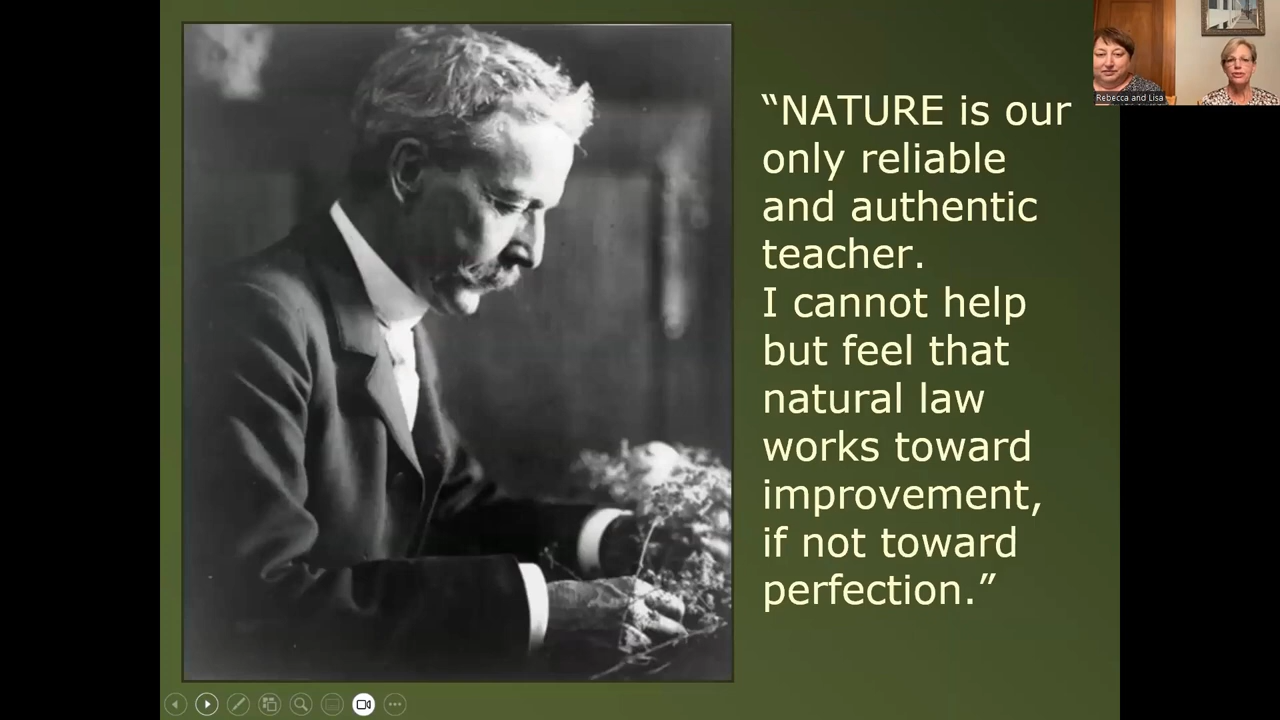 “NATURE is our
only reliable
and authentic
teacher.
I cannot help
but feel that
natural law
works toward
improvement,
if not toward
perfection.”
Rebecca and Lisa